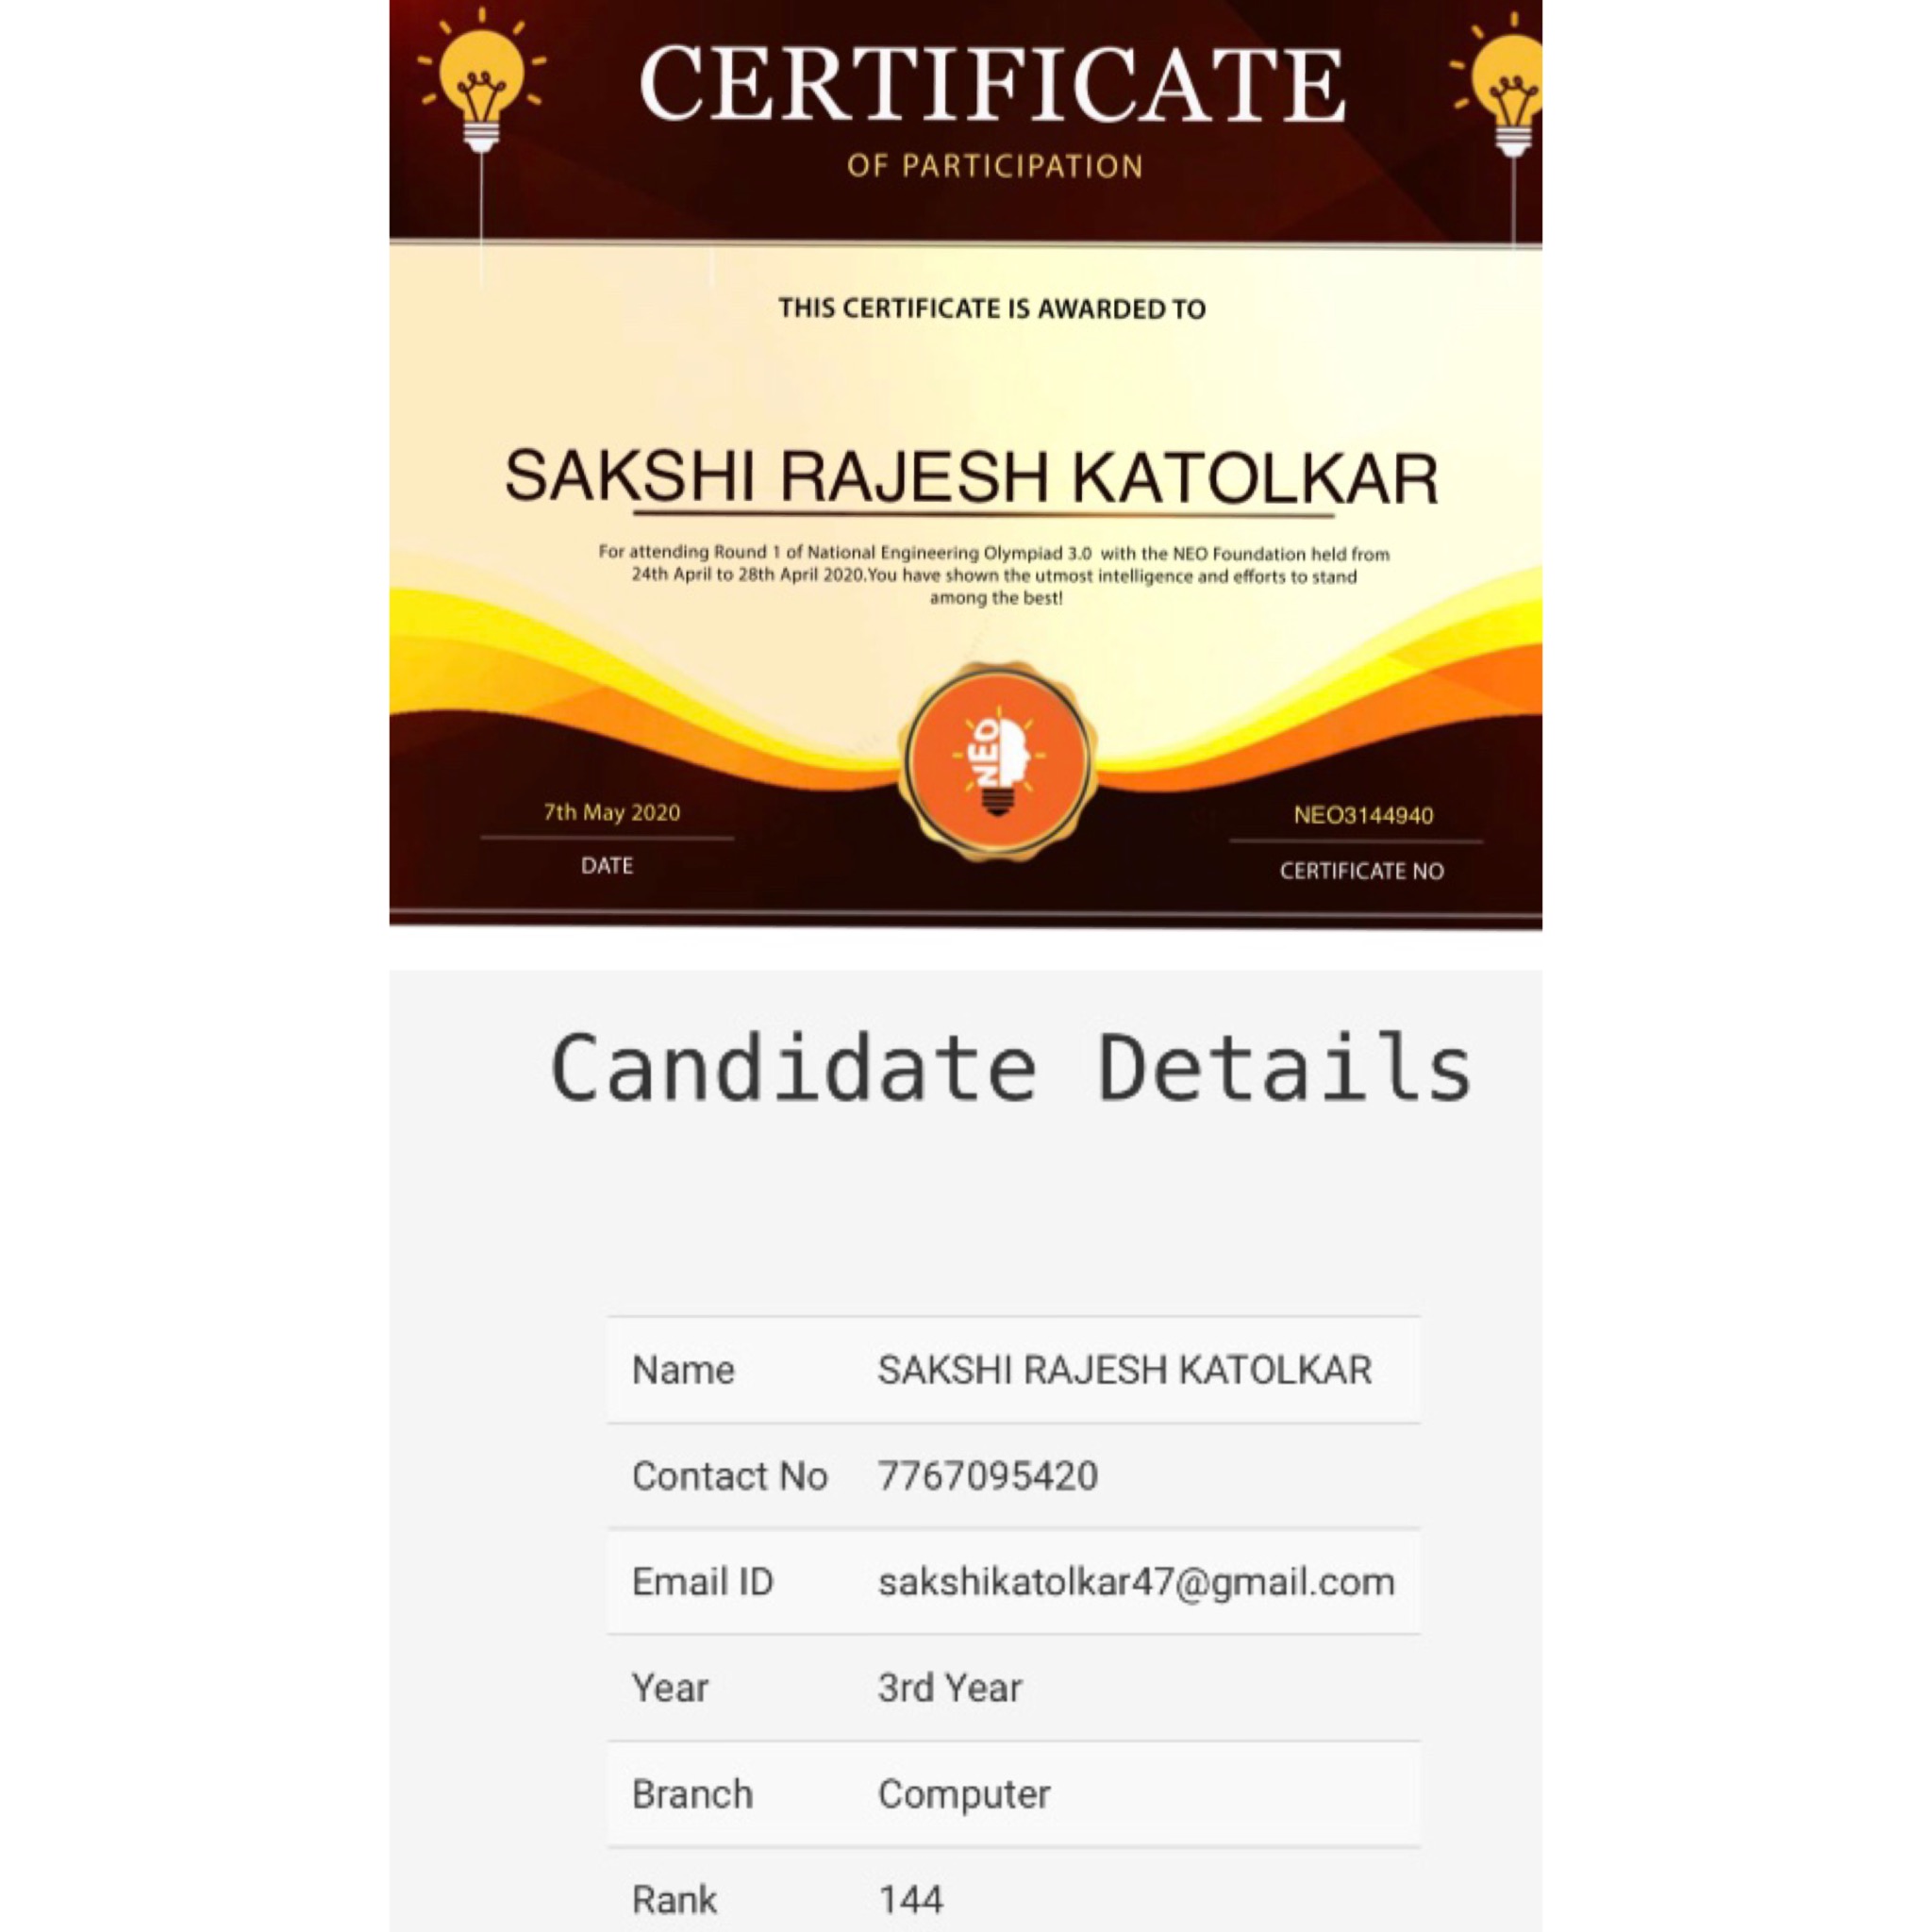 CERTIFICATE
OF PARTICIPATION
THIS CERTIFICATE IS AWARDED TO
SAKSHI RAJESH KATOLKAR
For attending Round 1 of National Engineering Olympiad 3.0 with the NEO Foundation held from
24th April to 28th April 2020.You have shown the utmost intelligence and efforts to stand
among the best!
NEO
7th May 2020
DATE
NEO3144940
CERTIFICATE NO
Candidate Details
Name SAKSHI RAJESH KATOLKAR
Contact No 7767095420
Email ID sakshikatolkar47@gmail.com
Year 3rd Year
Branch Computer
Rank 144